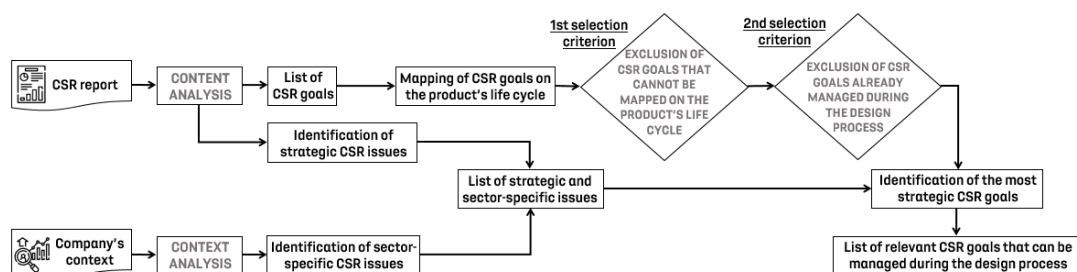 1st selection
criterion
2nd selection
criterion
CSR report
CONTENT
ANALYSIS
List of
CSR goals
Mapping of CSR goals on
the product's life cycle
EXCLUSION OF
CSR GOALS THAT
CANNOT BE
MAPPED ON THE
PRODUCT'S LIFE
CYCLE
EXCLUSION OF CSR
GOALS ALREADY
MANAGED DURING
THE DESIGN
PROCESS
Identification of
strategic CSR issues
List of strategic and
sector-specific issues
Identification of the most
strategic CSR goals
Company's
context
CONTEXT
ANALYSIS
Identification of sector-
specific CSR issues
List of relevant CSR goals that can be
managed during the design process